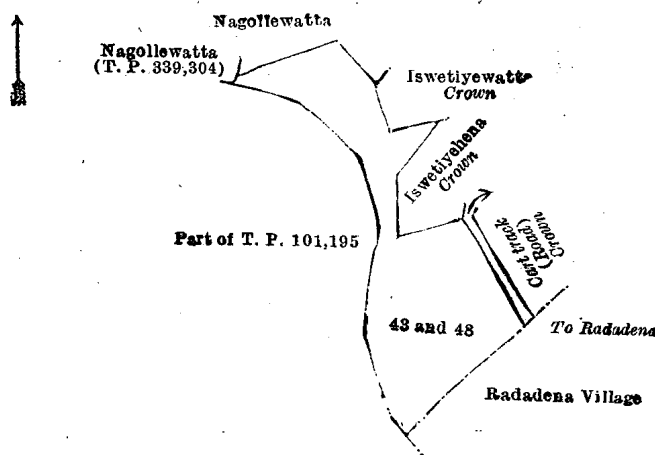 Nagollewatta
Nagollewatta
(T. P. 339,304)
Iswetiyewatta
Crown
Iswetiyehena
Crown
Cart track
(Road)
Crown
Part of T. P. 101,195
43 and 48
To Radadena
Radadena Village